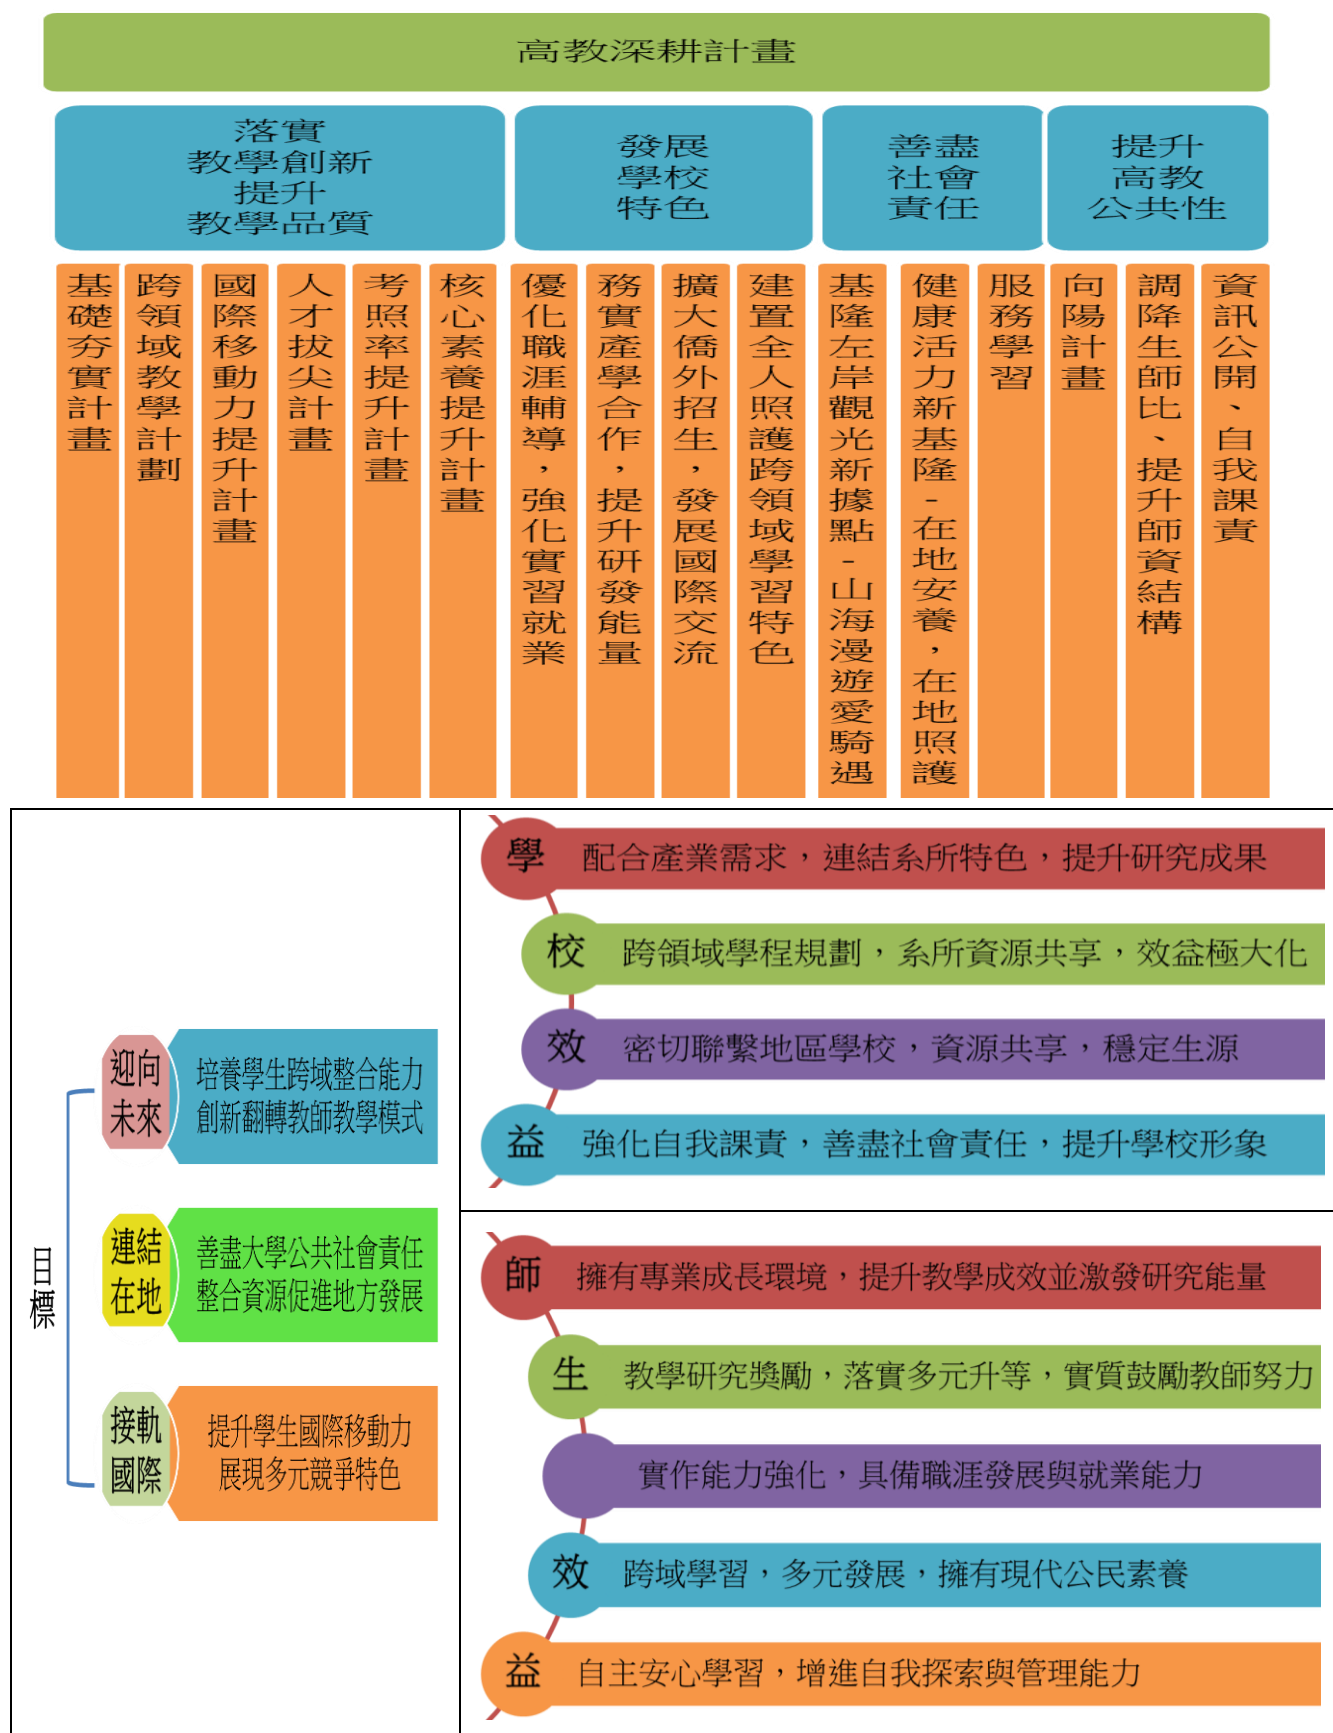 高教深耕計畫
落實
教學創新
提升
教學品質
發展
學校
特色
善盡
社會
責任
提升
高教
公共性
基礎夯實計畫
跨領域教學計劃
國際移動力提升計畫
人才拔尖計畫
考照率提升計畫
核心素養提升計畫
優化職涯輔導，強化實習就業
務實產學合作，提升研發能量
擴大僑外招生，發展國際交流
建置全人照護跨領域學習特色
基隆左岸觀光新據點-山海漫遊愛騎遇
健康活力新基隆-在地安養，在地照護
服務學習
向陽計畫
調降生師比、提升師資結構
資訊公開、自我課責
目標
迎向
未來
培養學生跨域整合能力
創新翻轉教師教學模式
連結
在地
善盡大學公共社會責任
整合資源促進地方發展
接軌
國際
提升學生國際移動力
展現多元競爭特色
學 配合產業需求，連結系所特色，提升研究成果
校 跨領域學程規劃，系所資源共享，效益極大化
效 密切聯繫地區學校，資源共享，穩定生源
益 強化自我課責，善盡社會責任，提升學校形象
師 擁有專業成長環境，提升教學成效並激發研究能量
生 教學研究獎勵，落實多元升等，實質鼓勵教師努力
實作能力強化，具備職涯發展與就業能力
效 跨域學習，多元發展，擁有現代公民素養
益 自主安心學習，增進自我探索與管理能力